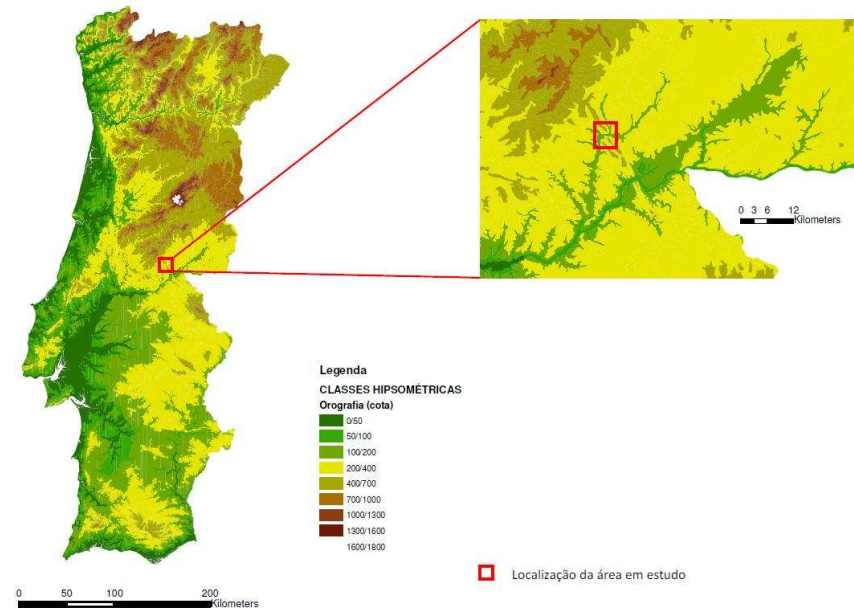 0 3 6 12
Kilometers
Legenda
CLASSES HIPSOMÉTRICAS
Orografia (cota)
0/50
50/100
100/200
200/400
400/700
700/1000
1000/1300
1300/1600
1600/1800
Localização da área em estudo
0 50 100 200
Kilometers